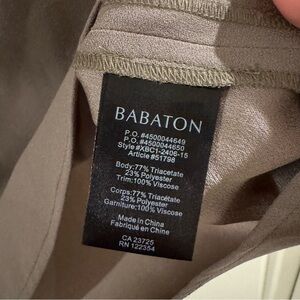 BABATON
P.O. #4500044649
P.O. #4500044650
Style #XBC1-2406-15
Article #51798
Body:77% Triacetate
23% Polyester
Trim:100% Viscose
Corps:77% Triacétate
23% Polyester
Garniture:100% Viscose
Made in China
Fabriqué en Chine
CA 23725
RN 122354